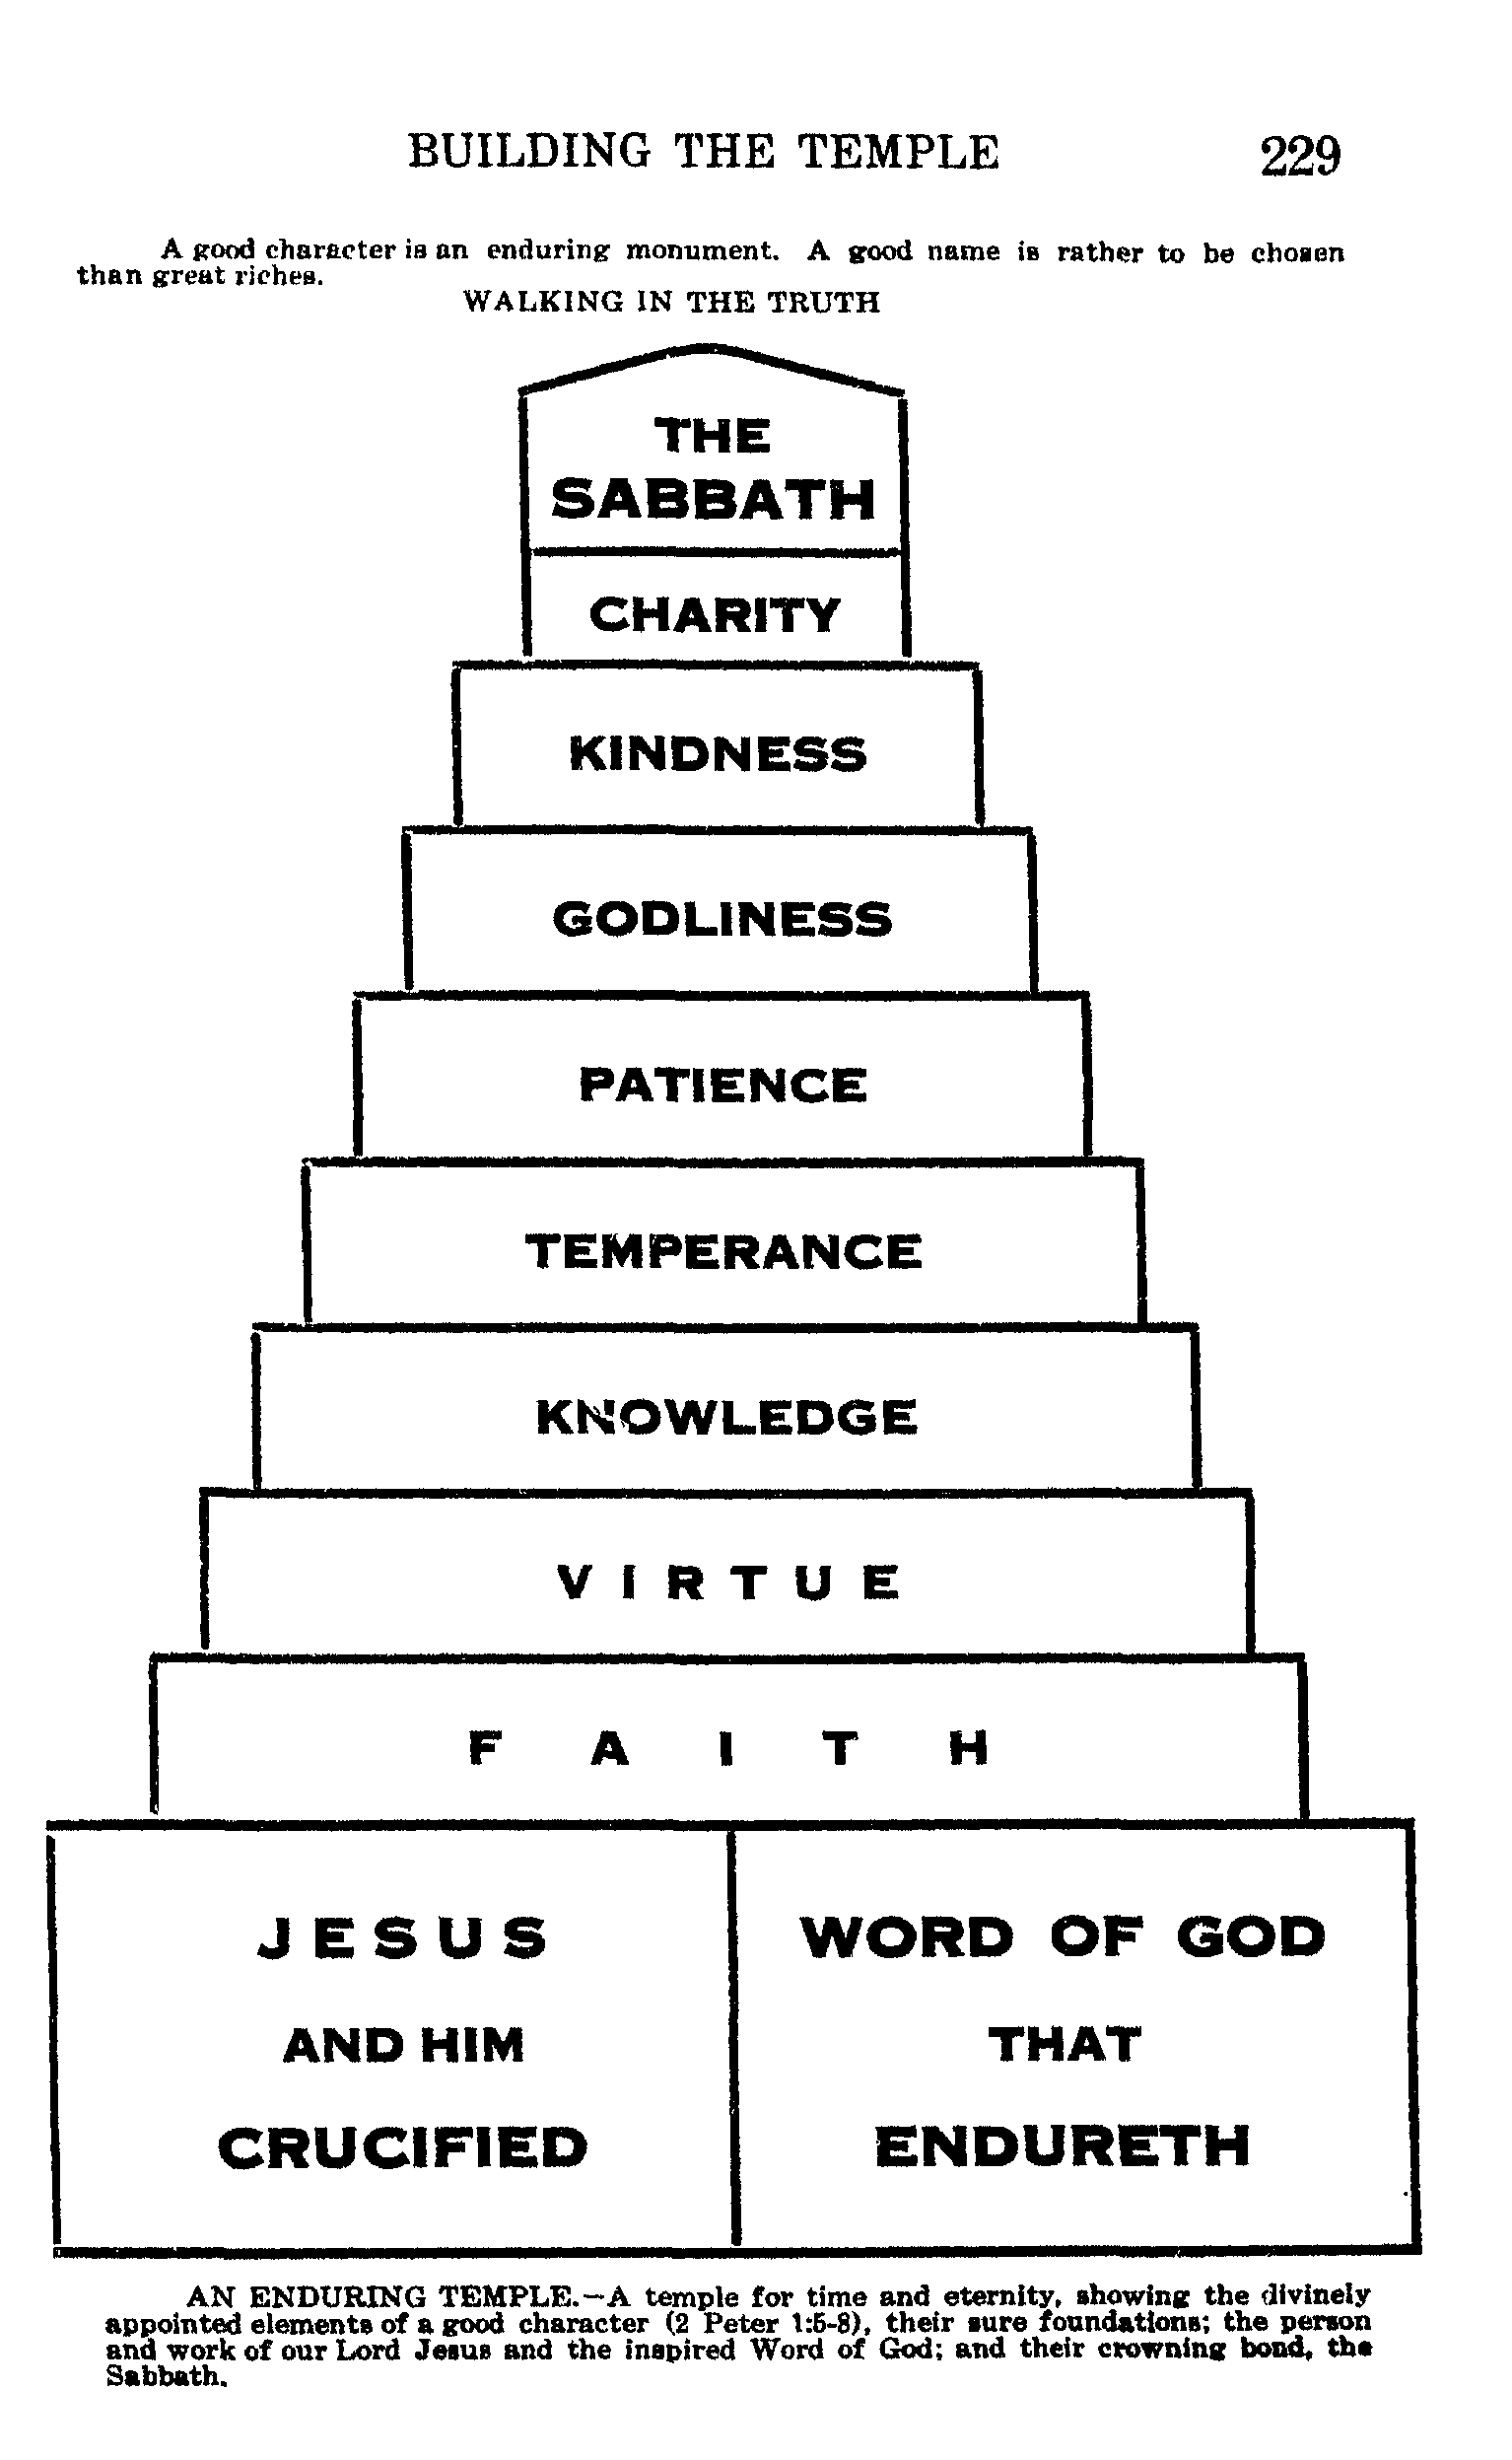 BUILDING THE TEMPLE 229
A good character is an enduring monument. A good name is rather to be chosen
than great riches.
WALKING IN THE TRUTH
THE
SABBATH
CHARITY
KINDNESS
GODLINESS
PATIENCE
TEMPERANCE
KNOWLEDGE
VIRTUE
FAITH
JESUS
AND HIM
CRUCIFIED
WORD OF GOD
THAT
ENDURETH
AN ENDURING TEMPLE.—A temple for time and eternity, showing the divinely
appointed elements of a good character (2 Peter 1:5-8), their sure foundations; the person
and work of our Lord Jesus and the inspired Word of God; and their crowning bond, the
Sabbath.